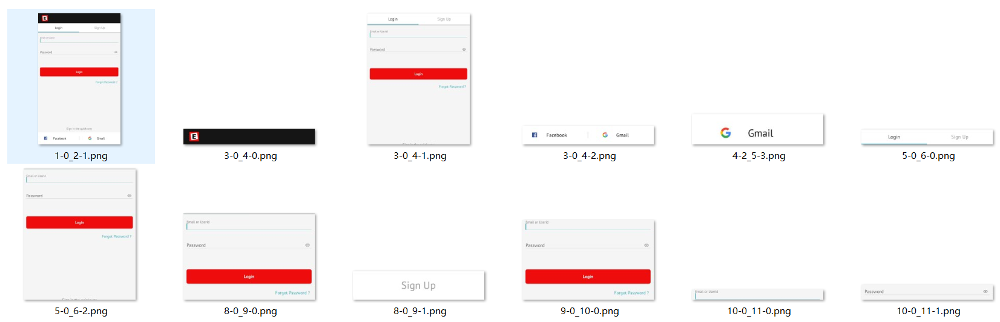 E
Login Sign Up
Email or UserId
Password
Login
Forgot Password ?
Sign in the quick way
Facebook Gmail
1-0_2-1.png
E
3-0_4-0.png
Login Sign Up
Email or UserId
Password
Login
Forgot Password ?
3-0_4-1.png
Facebook Gmail
3-0_4-2.png
Gmail
4-2_5-3.png
Login Sign Up
5-0_6-0.png
Email or UserId
Password
Login
Forgot Password ?
5-0_6-2.png
Email or UserId
Password
Login
Forgot Password ?
8-0_9-0.png
Sign Up
8-0_9-1.png
Email or UserId
Password
Login
Forgot Password ?
9-0_10-0.png
Email or UserId
10-0_11-0.png
Password
10-0_11-1.png